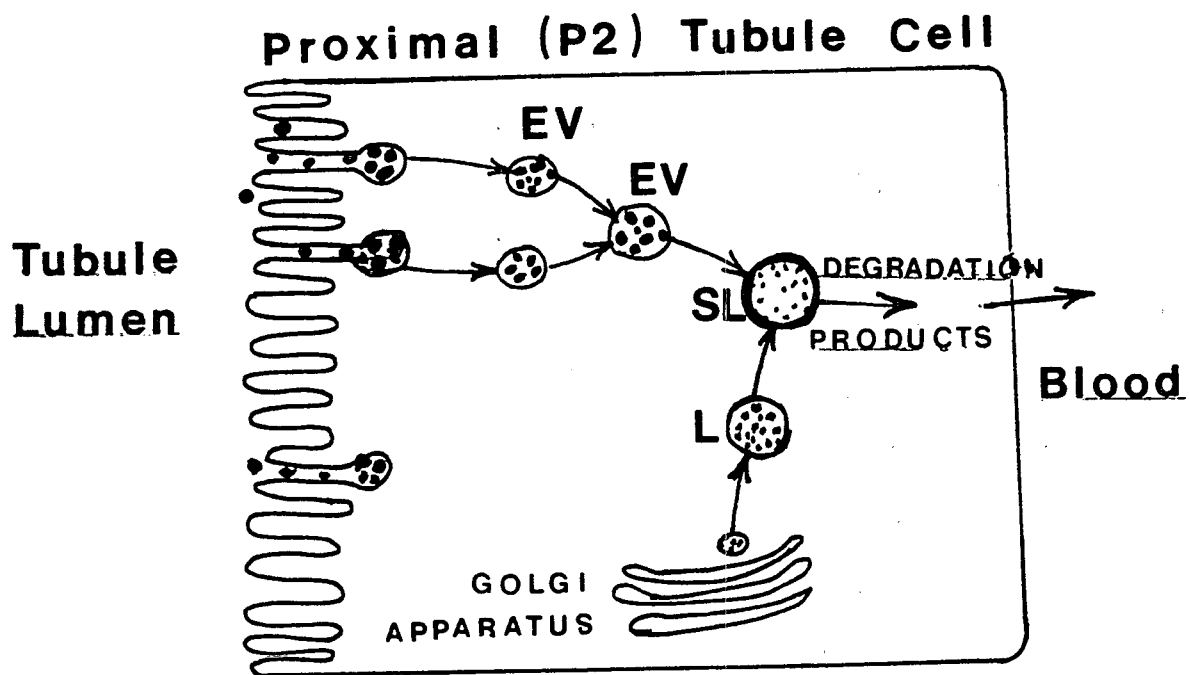 Proximal (P2) Tubule Cell
EV
EV
Tubule
Lumen
DEGRADATION
SL
PRODUCTS
Blood
L
GOLGI
APPARATUS